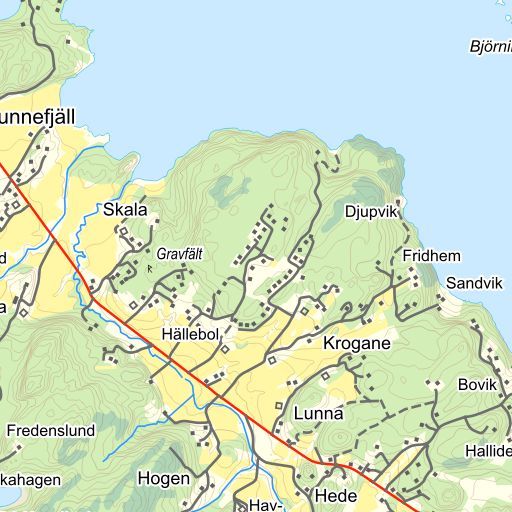 Björni
unnefjäll
Skala
Djupvik
Gravfält
Fridhem
d
Sandvik
a
Hällebol
Krogane
Bovik
Lunna
Fredenslund
Hallide
kahagen
Hogen
Hede
Hav-